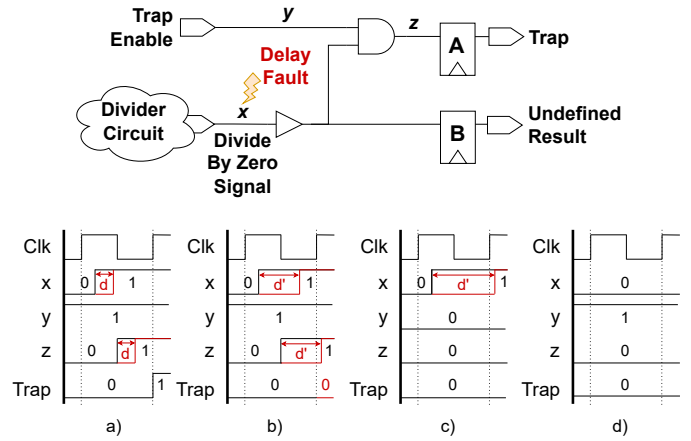 Trap
Enable
y
z
A
Trap
Delay
Fault
Divider
Circuit
x
Divide
By Zero
Signal
B
Undefined
Result
Clk
x
0 d 1
y
1
z
0 d 1
Trap
0 1
a)
Clk
x
0 d' 1
y
1
z
0 d' 1
Trap
0 0
b)
Clk
x
0 d' 1
y
0
z
0
Trap
0
c)
Clk
x
0
y
1
z
0
Trap
0
d)